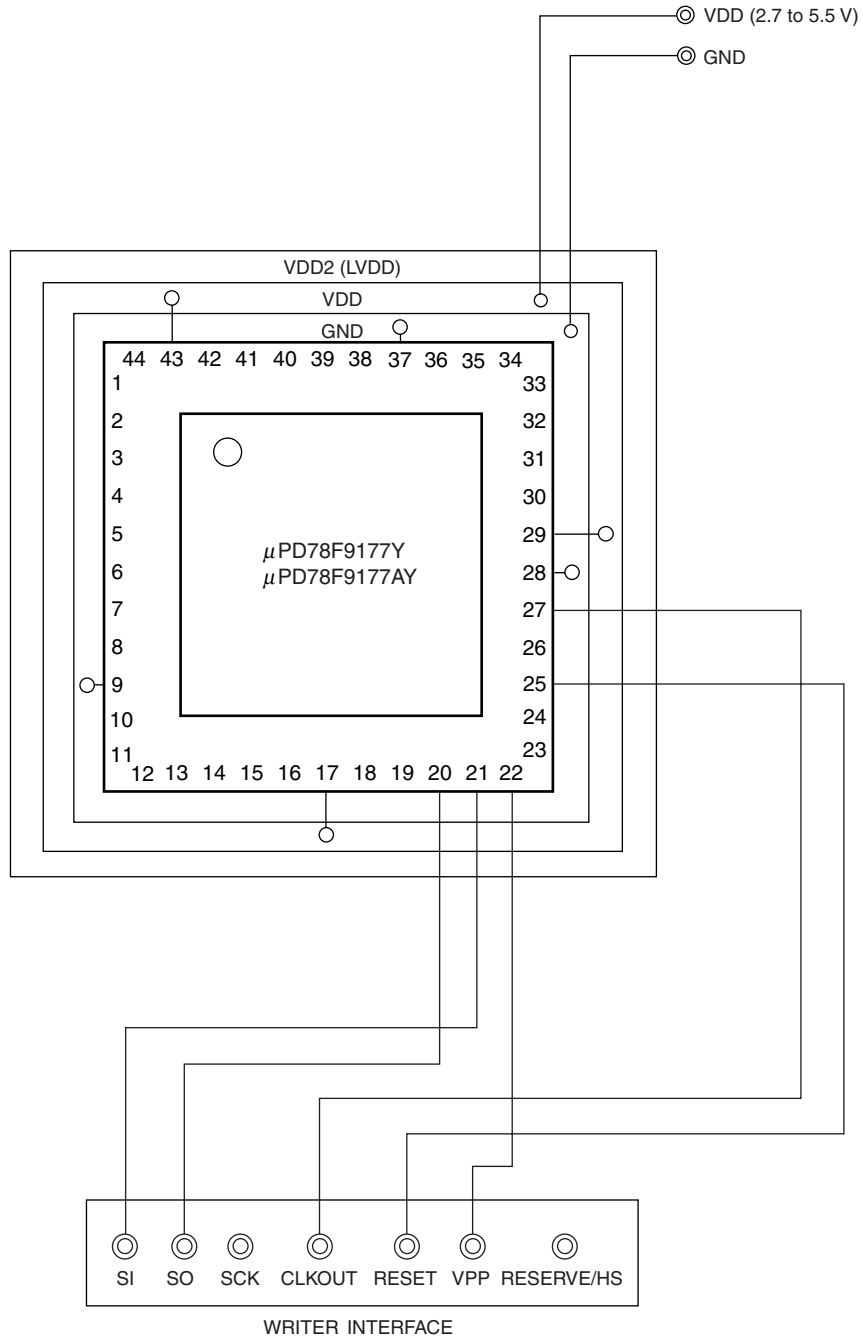 VDD (2.7 to 5.5 V)
GND
VDD2 (LVDD)
VDD
GND
44 43 42 41 40 39 38 37 36 35 34
1 33
2 32
3 31
4 30
5 29
μPD78F9177Y
μPD78F9177AY
6 28
7 27
8 26
9 25
10 24
11 23
12 13 14 15 16 17 18 19 20 21 22
SI SO SCK CLKOUT RESET VPP RESERVE/HS
WRITER INTERFACE